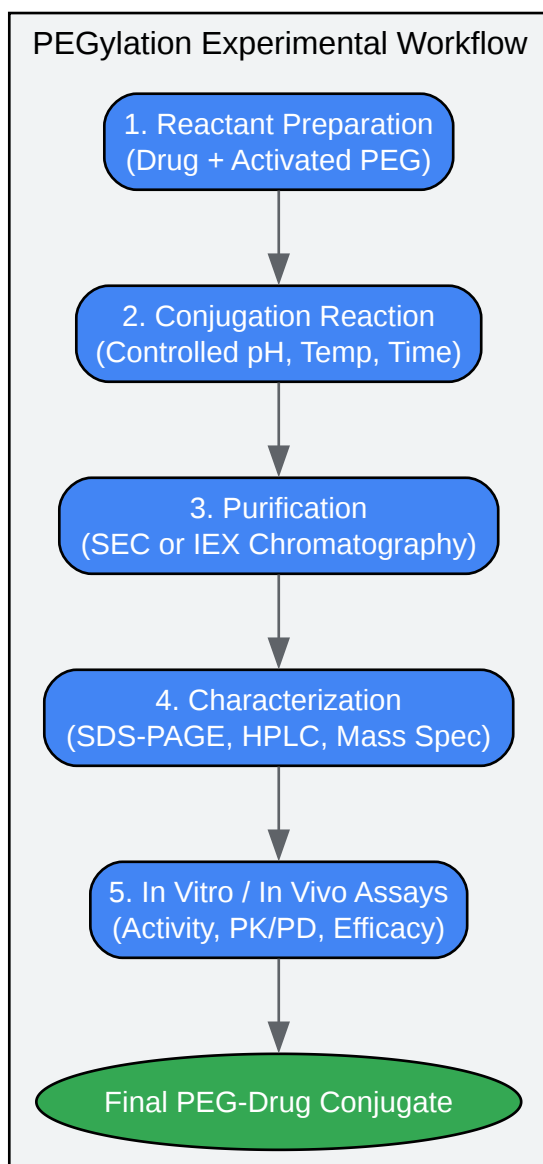 PEGylation Experimental Workflow
1. Reactant Preparation
(Drug + Activated PEG)
2. Conjugation Reaction
(Controlled pH, Temp, Time)
3. Purification
(SEC or IEX Chromatography)
4. Characterization
(SDS-PAGE, HPLC, Mass Spec)
5. In Vitro / In Vivo Assays
(Activity, PK/PD, Efficacy)
Final PEG-Drug Conjugate